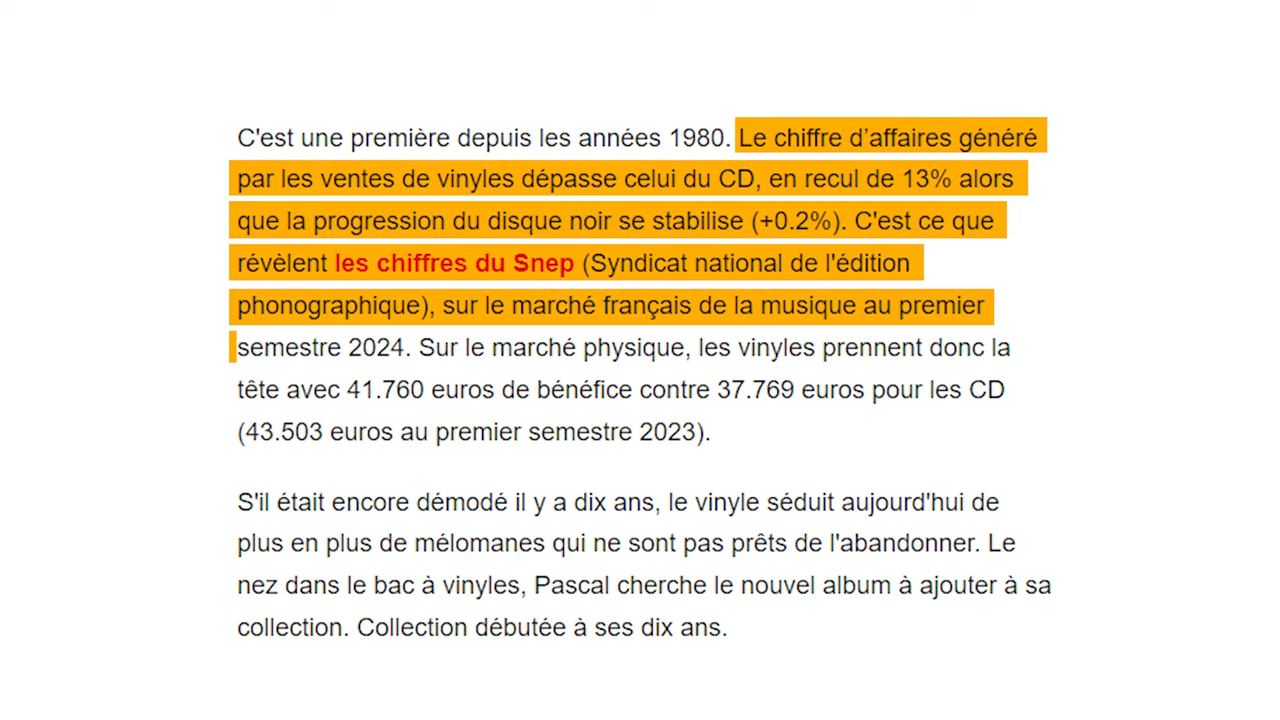 C'est une première depuis les années 1980. Le chiffre d’affaires généré
par les ventes de vinyles dépasse celui du CD, en recul de 13% alors
que la progression du disque noir se stabilise (+0.2%). C'est ce que
révèlent les chiffres du Snep (Syndicat national de l'édition
phonographique), sur le marché français de la musique au premier
semestre 2024. Sur le marché physique, les vinyles prennent donc la
tête avec 41.760 euros de bénéfice contre 37.769 euros pour les CD
(43.503 euros au premier semestre 2023).
S'il était encore démodé il y a dix ans, le vinyle séduit aujourd'hui de
plus en plus de mélomanes qui ne sont pas prêts de l'abandonner. Le
nez dans le bac à vinyles, Pascal cherche le nouvel album à ajouter à sa
collection. Collection débutée à ses dix ans.